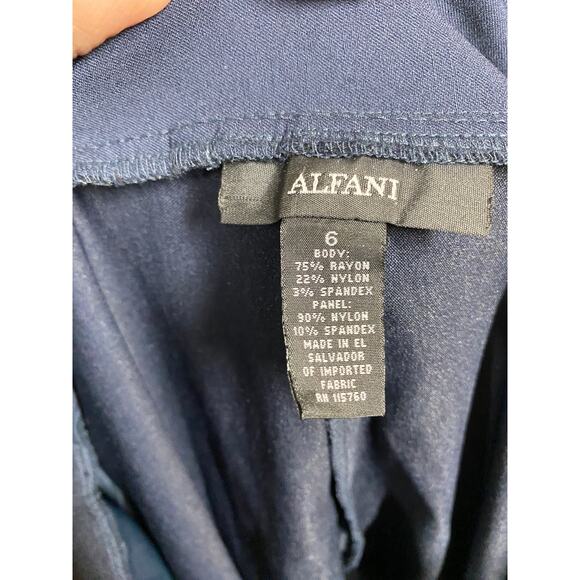 ALFANI
6
BODY:
75% RAYON
22% NYLON
3% SPANDEX
PANEL:
90% NYLON
10% SPANDEX
MADE IN EL
SALVADOR
OF IMPORTED
FABRIC
RN 115760